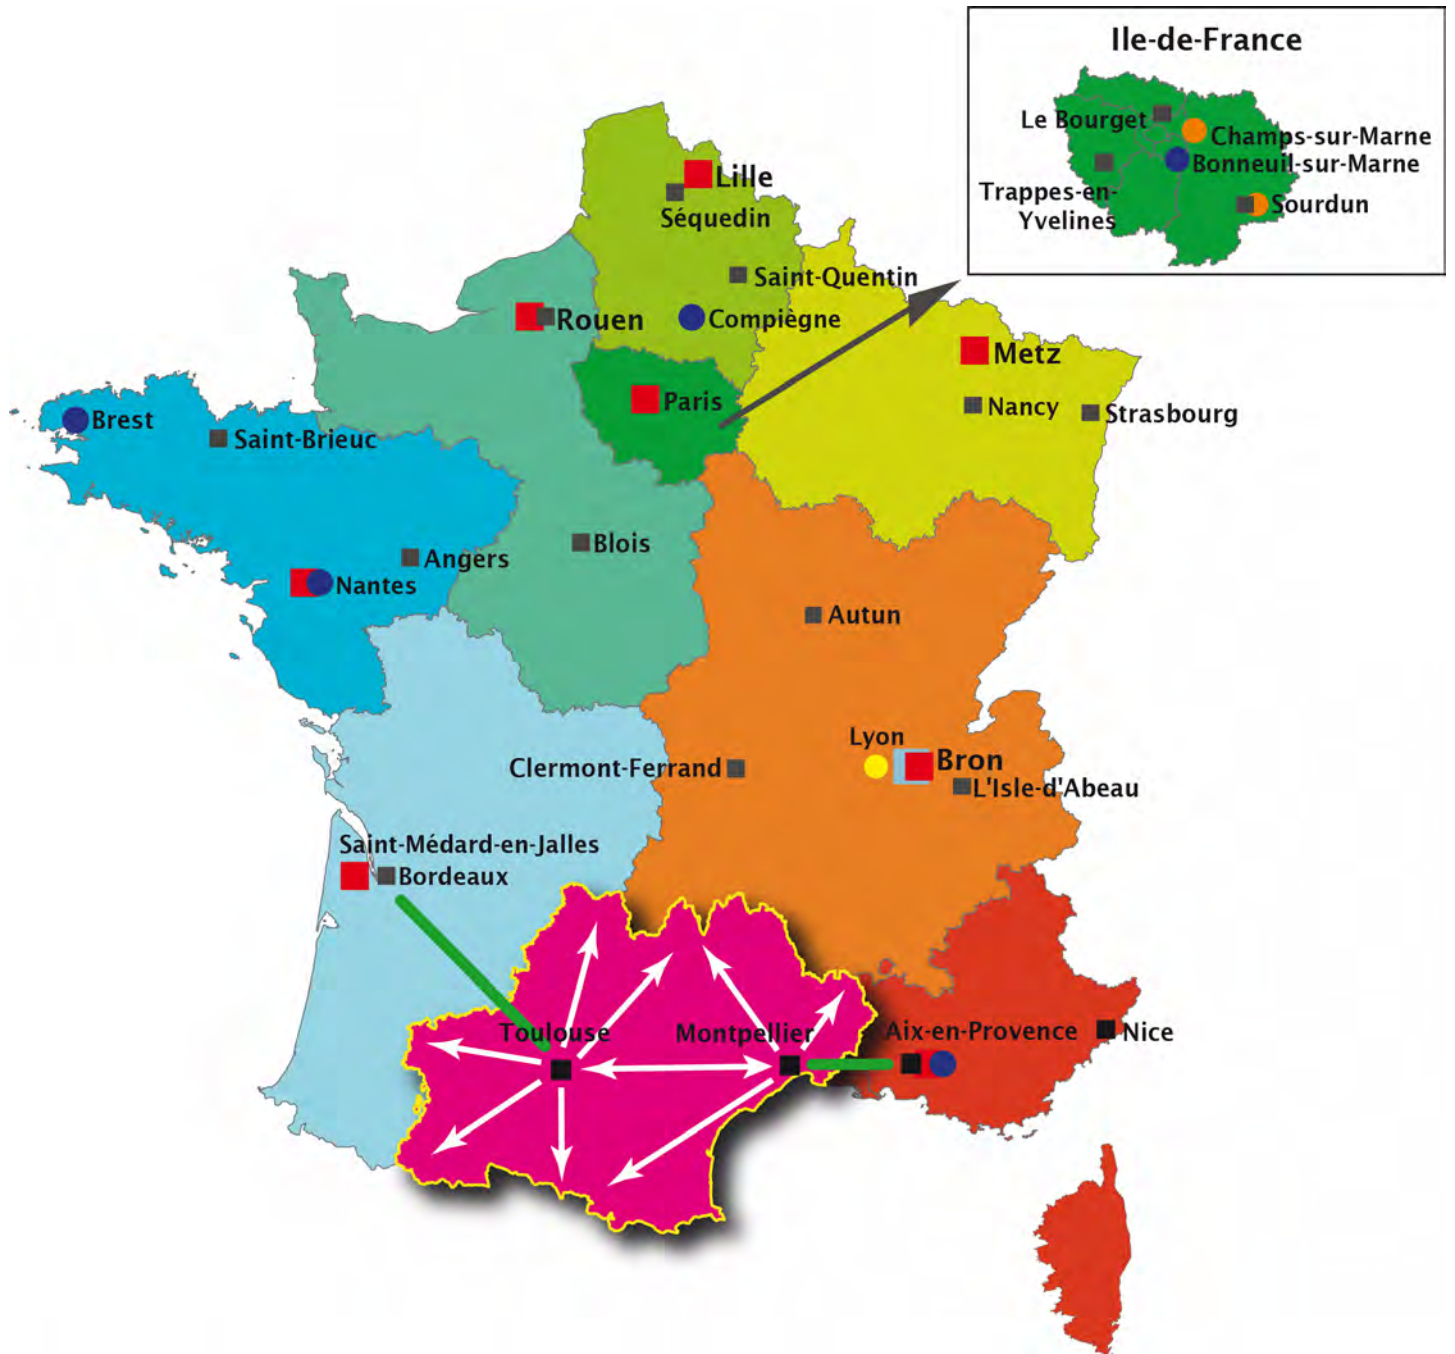 Ile-de-France
Le Bourget
Champs-sur-Marne
Bonneuil-sur-Marne
Trappes-en-
Yvelines
Sourdun
Lille
Séquedin
Saint-Quentin
Rouen
Compiègne
Metz
Paris
Nancy
Strasbourg
Brest
Saint-Brieuc
Blois
Angers
Nantes
Autun
Lyon
Bron
Clermont-Ferrand
L'Isle-d'Abeau
Saint-Médard-en-Jalles
Bordeaux
Toulouse
Montpellier
Aix-en-Provence
Nice